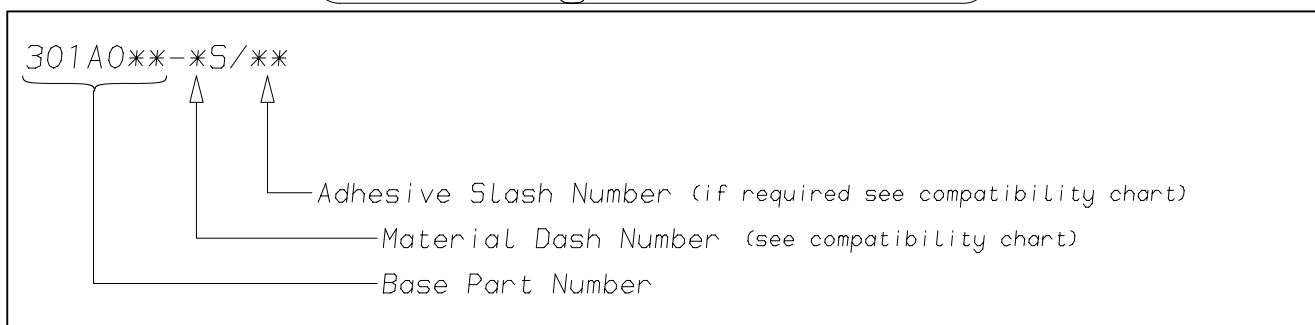 301A0**-*S/**
Adhesive Slash Number (if required see compatibility chart)
Material Dash Number (see compatibility chart)
Base Part Number